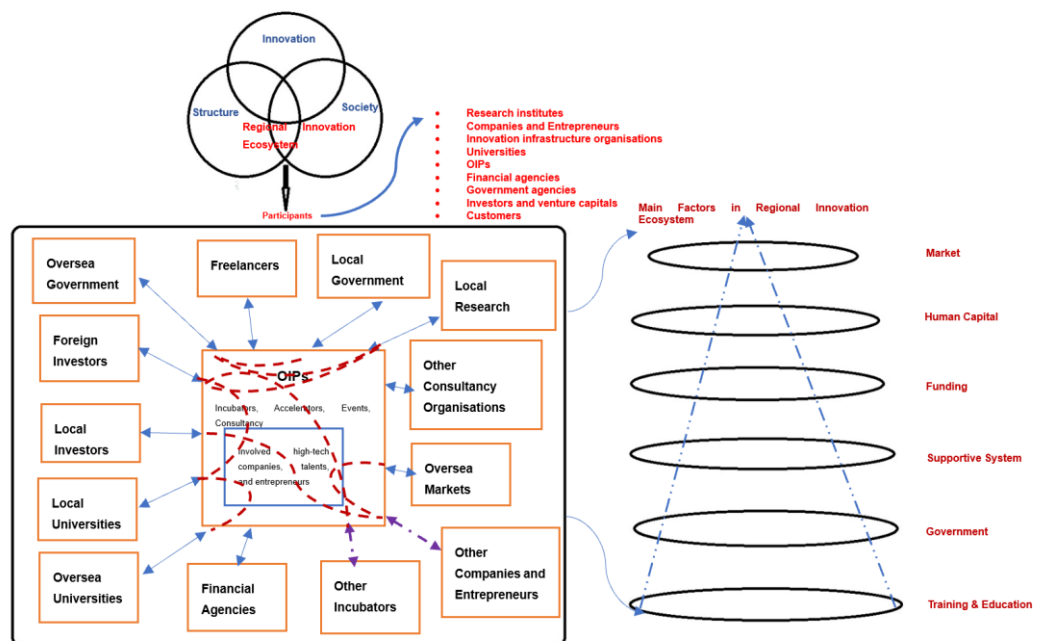 Innovation
Structure
Society
Regional Innovation
Ecosystem
Participants
• Research institutes
• Companies and Entrepreneurs
• Innovation infrastructure organisations
• Universities
• OIPs
• Financial agencies
• Government agencies
• Investors and venture capitals
• Customers
Main Factors in Regional Innovation
Ecosystem
Market
Human Capital
Funding
Supportive System
Government
Training & Education
Oversea
Government
Freelancers
Local
Government
Local
Research
Foreign
Investors
Other
Consultancy
Organisations
Local
Investors
OIPs
Incubators, Accelerators, Events,
Consultancy
Involved high-tech
companies, talents,
and entrepreneurs
Oversea
Markets
Local
Universities
Oversea
Universities
Financial
Agencies
Other
Incubators
Other
Companies and
Entrepreneurs